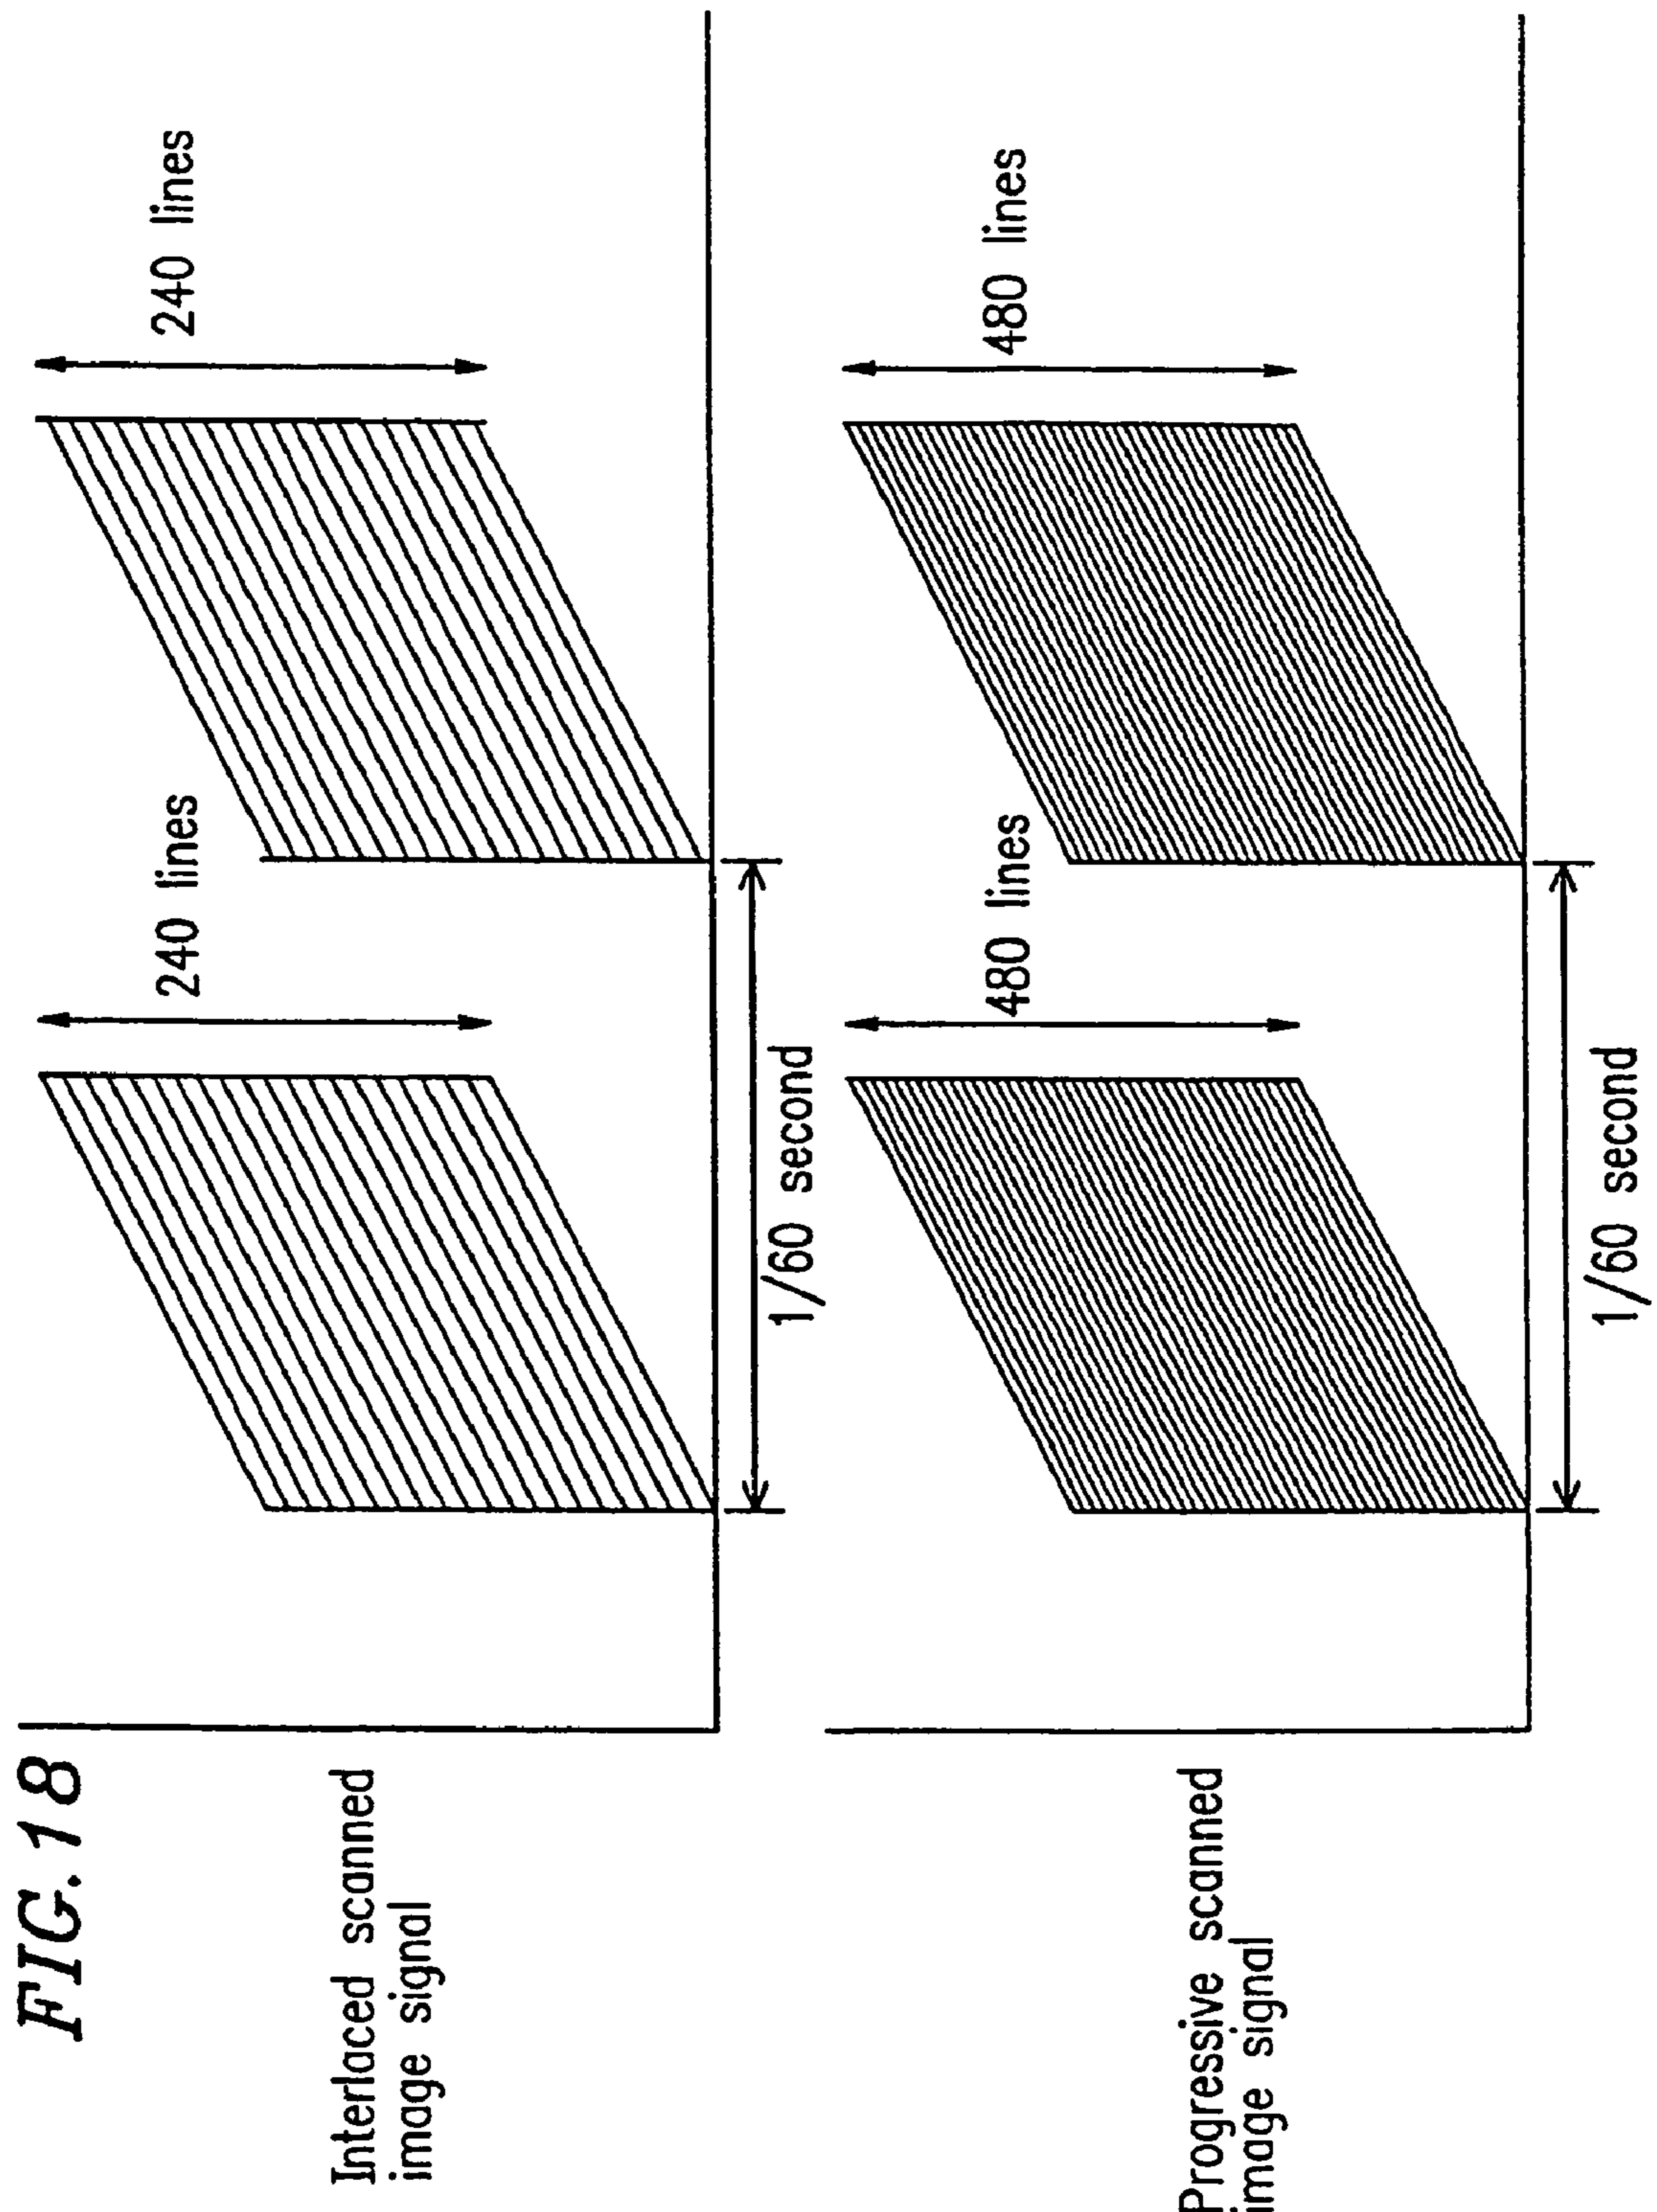 FIG.18
Interlaced scanned
image signal
240 lines
240 lines
1/60 second
Progressive scanned
image signal
480 lines
480 lines
1/60 second